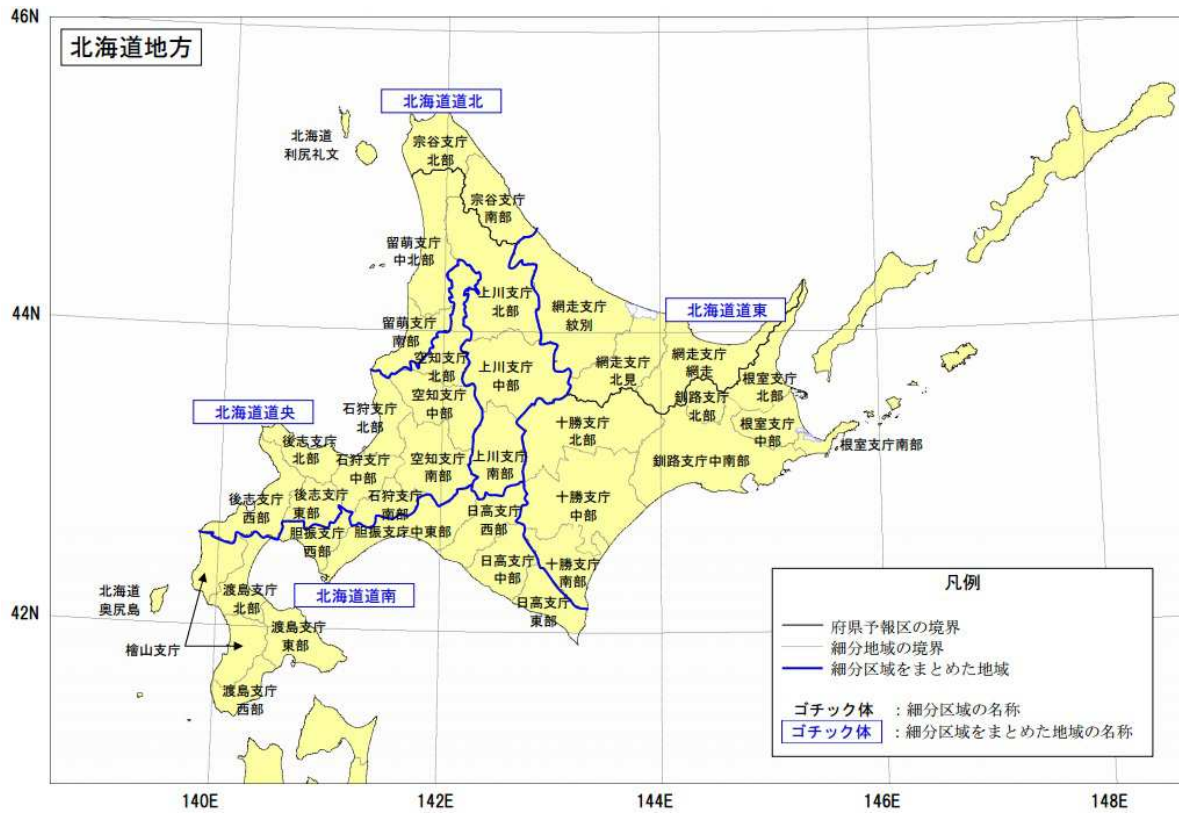 46N
北海道地方
北海道道北
北海道
利尻礼文
宗谷支庁
北部
宗谷支庁
南部
留萌支庁
中北部
上川支庁
北部
網走支庁
紋別
北海道道東
44N
留萌支庁
南部
空知支庁
北部
上川支庁
中部
網走支庁
北見
網走支庁
網走
根室支庁
北部
釧路支庁
北部
空知支庁
中部
北海道道央
石狩支庁
北部
十勝支庁
北部
根室支庁
中部
根室支庁南部
後志支庁
北部
石狩支庁
中部
空知支庁
南部
上川支庁
南部
釧路支庁中南部
後志支庁
西部
後志支庁
東部
石狩支庁
南部
十勝支庁
中部
日高支庁
西部
胆振支庁
西部
胆振支庁中東部
日高支庁
中部
十勝支庁
南部
北海道
奥尻島
渡島支庁
北部
北海道道南
日高支庁
東部
42N
渡島支庁
東部
檜山支庁
渡島支庁
西部
凡例
府県予報区の境界
細分地域の境界
細分区域をまとめた地域
ゴチック体 :細分区域の名称
ゴチック体 :細分区域をまとめた地域の名称
140E 142E 144E 146E 148E